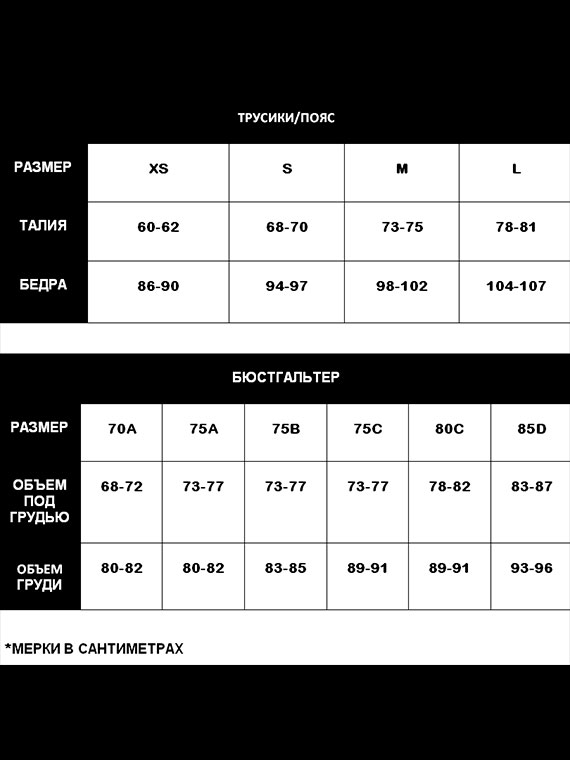 ТРУСИКИ/ПОЯС
РАЗМЕР XS S M L
ТАЛИЯ 60-62 68-70 73-75 78-81
БЕДРА 86-90 94-97 98-102 104-107
БЮСТГАЛЬТЕР
РАЗМЕР 70A 75A 75B 75C 80C 85D
ОБЪЕМ
ПОД
ГРУДЬЮ 68-72 73-77 73-77 73-77 78-82 83-87
ОБЪЕМ
ГРУДИ 80-82 80-82 83-85 89-91 89-91 93-96
*МЕРКИ В САНТИМЕТРАХ